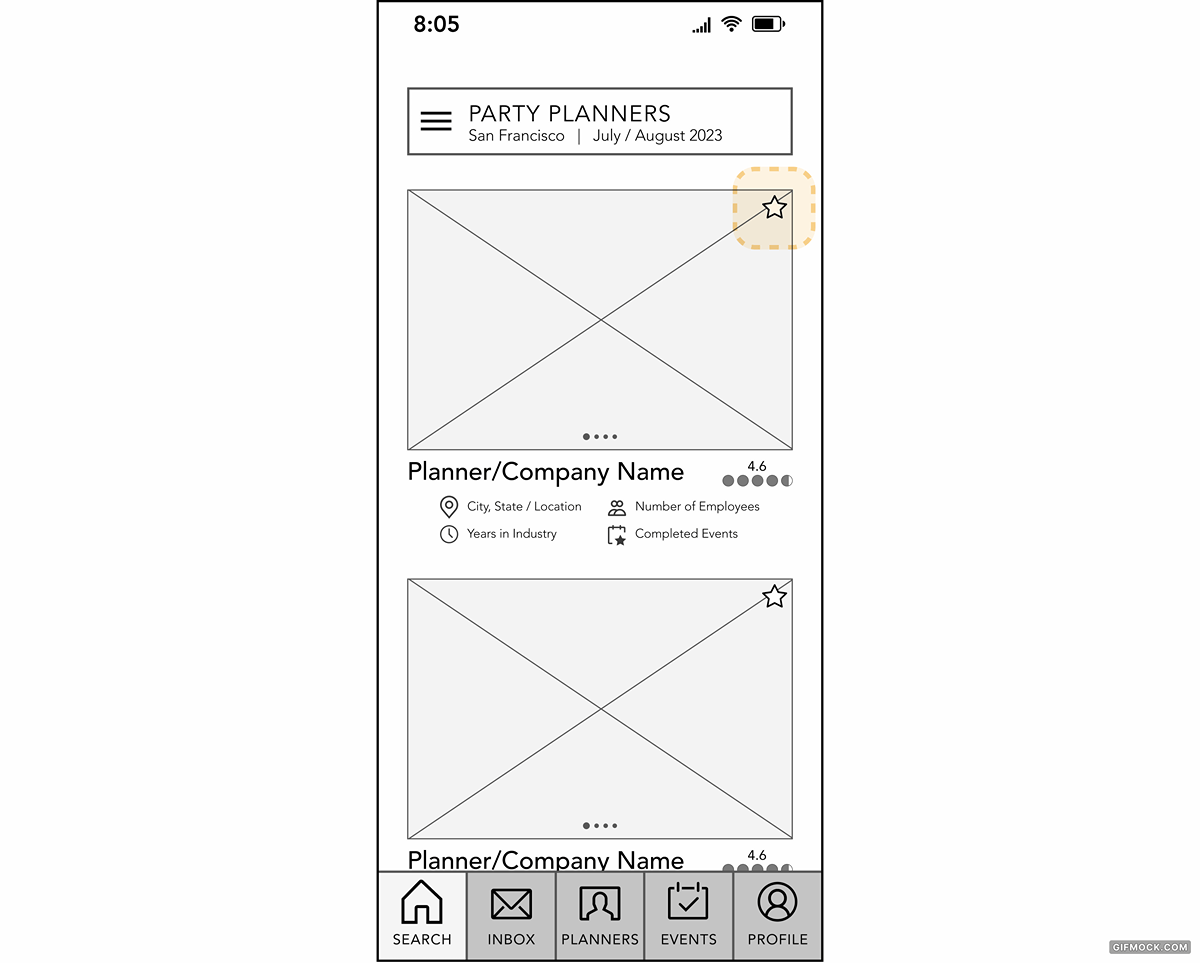 8:05
PARTY PLANNERS
San Francisco | July / August 2023
Planner/Company Name
4.6
City, State / Location
Number of Employees
Years in Industry
Completed Events
Planner/Company Name
4.6
SEARCH
INBOX
PLANNERS
EVENTS
PROFILE
GIFMOCK.COM